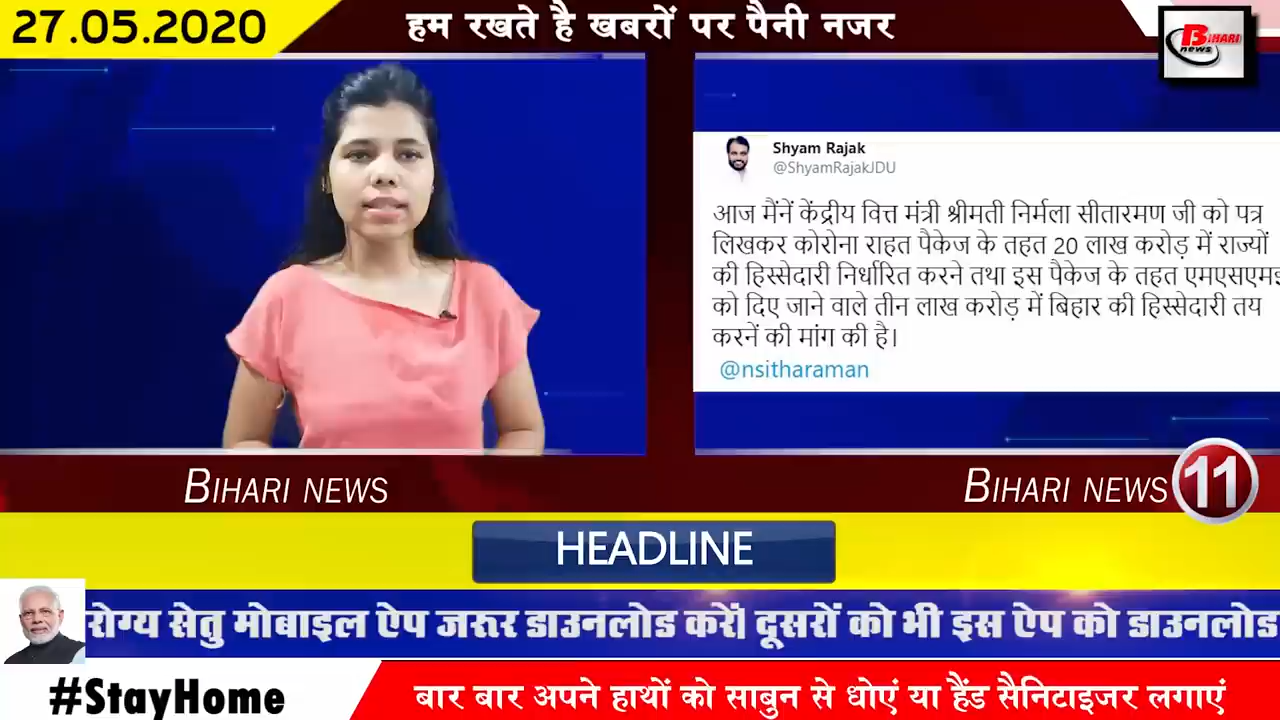 27.05.2020
हम रखते है खबरों पर पैनी नजर
BIHARI
news
Shyam Rajak
@ShyamRajakJDU
आज मैंनें केंद्रीय वित्त मंत्री श्रीमती निर्मला सीतारमण जी को पत्र
लिखकर कोरोना राहत पैकेज के तहत 20 लाख करोड़ में राज्यों
की हिस्सेदारी निर्धारित करने तथा इस पैकेज के तहत
को दिए जाने वाले तीन लाख करोड़ में बिहार की हिस्सेदारी तय
करनें की मांग की है।
@nsitharaman
BIHARI NEWS
BIHARI NEWS
11
HEADLINE
रोग्य सेतु मोबाइल ऐप जरूर डाउनलोड करें| दूसरों को भी इस ऐप को डाउनलोड
#StayHome
बार बार अपने हाथों को साबुन से धोएं या हैंड सैनिटाइजर लगाएं